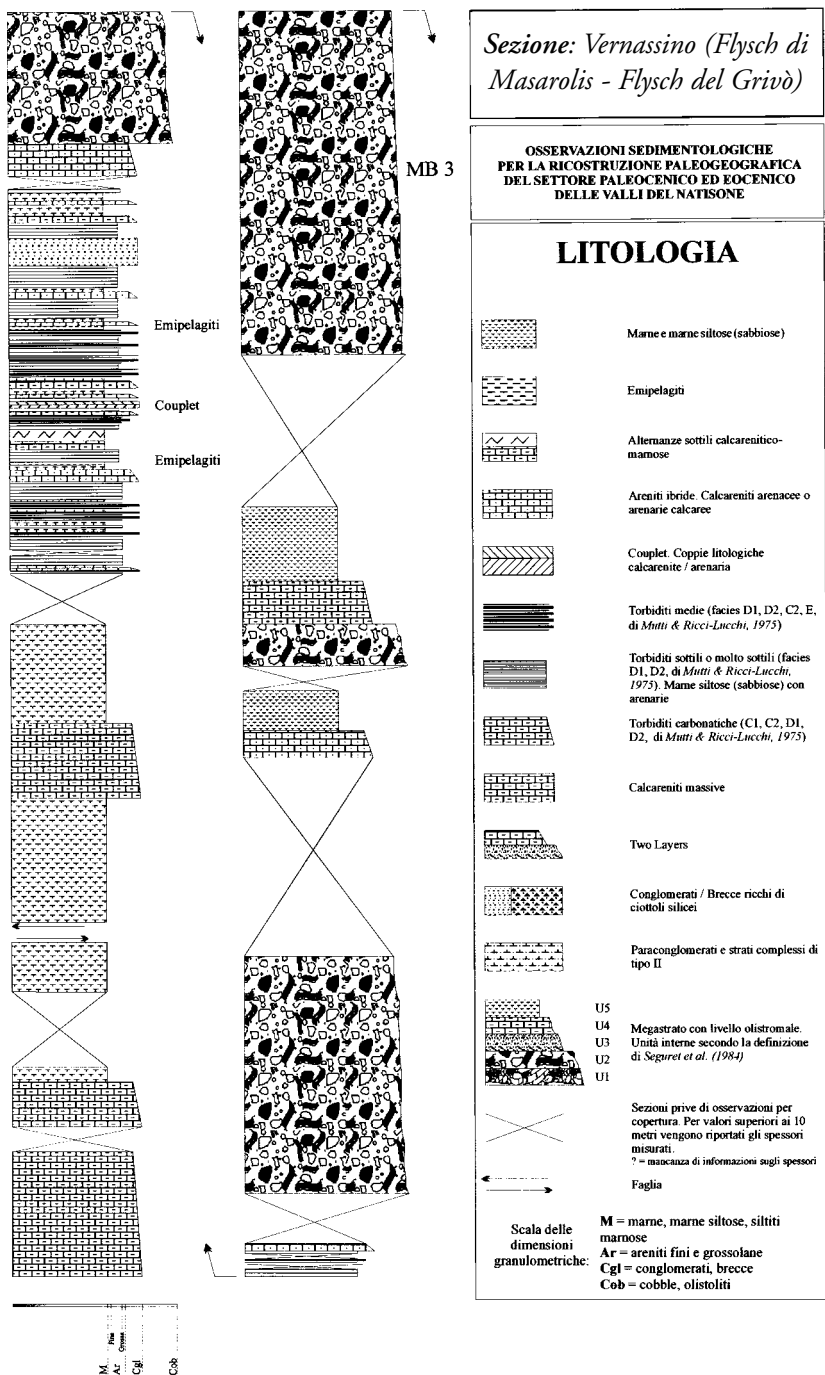 Sezione: Vernassino (Flysch di
Masarolis - Flysch del Grivò)
OSSERVAZIONI SEDIMENTOLOGICHE
PER LA RICOSTRUZIONE PALEOGEOGRAFICA
DEL SETTORE PALEOCENICO ED EOCENICO
DELLE VALLI DEL NATISONE
LITOLOGIA
Marne e marne siltose (sabbiose)
Emipelagiti
Alternanze sottili calcarenitico-
marnose
Areniti ibride. Calcareniti arenacee o
arenarie calcaree
Couplet. Coppie litologiche
calcarenite / arenaria
Torbiditi medie (facies D1, D2, C2, E,
di Mutti & Ricci-Lucchi, 1975)
Torbiditi sottili o molto sottili (facies
D1, D2, di Mutti & Ricci-Lucchi,
1975). Marne siltose (sabbiose) con
arenarie
Torbiditi carbonatiche (C1, C2, D1,
D2, di Mutti & Ricci-Lucchi, 1975)
Calcareniti massive
Two Layers
Conglomerati / Brecce ricchi di
ciottoli silicei
Paraconglomerati e strati complessi di
tipo II
U5
U4
U3
U2
U1
Megastrato con livello olistromale.
Unità interne secondo la definizione
di Seguret et al. (1984)
Sezioni prive di osservazioni per
copertura. Per valori superiori ai 10
metri vengono riportati gli spessori
misurati.
? = mancanza di informazioni sugli spessori
Faglia
Scala delle
dimensioni
granulometriche:
M = marne, marne siltose, siltiti
marnose
Ar = areniti fini e grossolane
Cgl = conglomerati, brecce
Cob = cobble, olistoliti
MB 3
Emipelagiti
Couplet
Emipelagiti
M
Fine
Ar
Grosse
Cgl
Cob